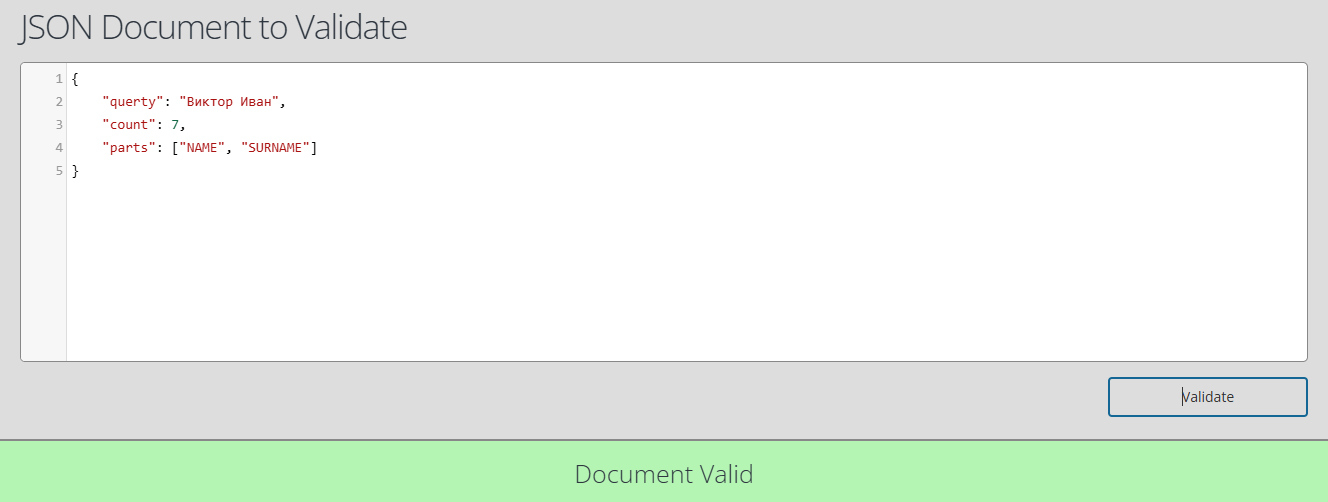 JSON Document to Validate
1 {
2     "querty": "Виктор Иван",
3     "count": 7,
4     "parts": ["NAME", "SURNAME"]
5 }
Validate
Document Valid